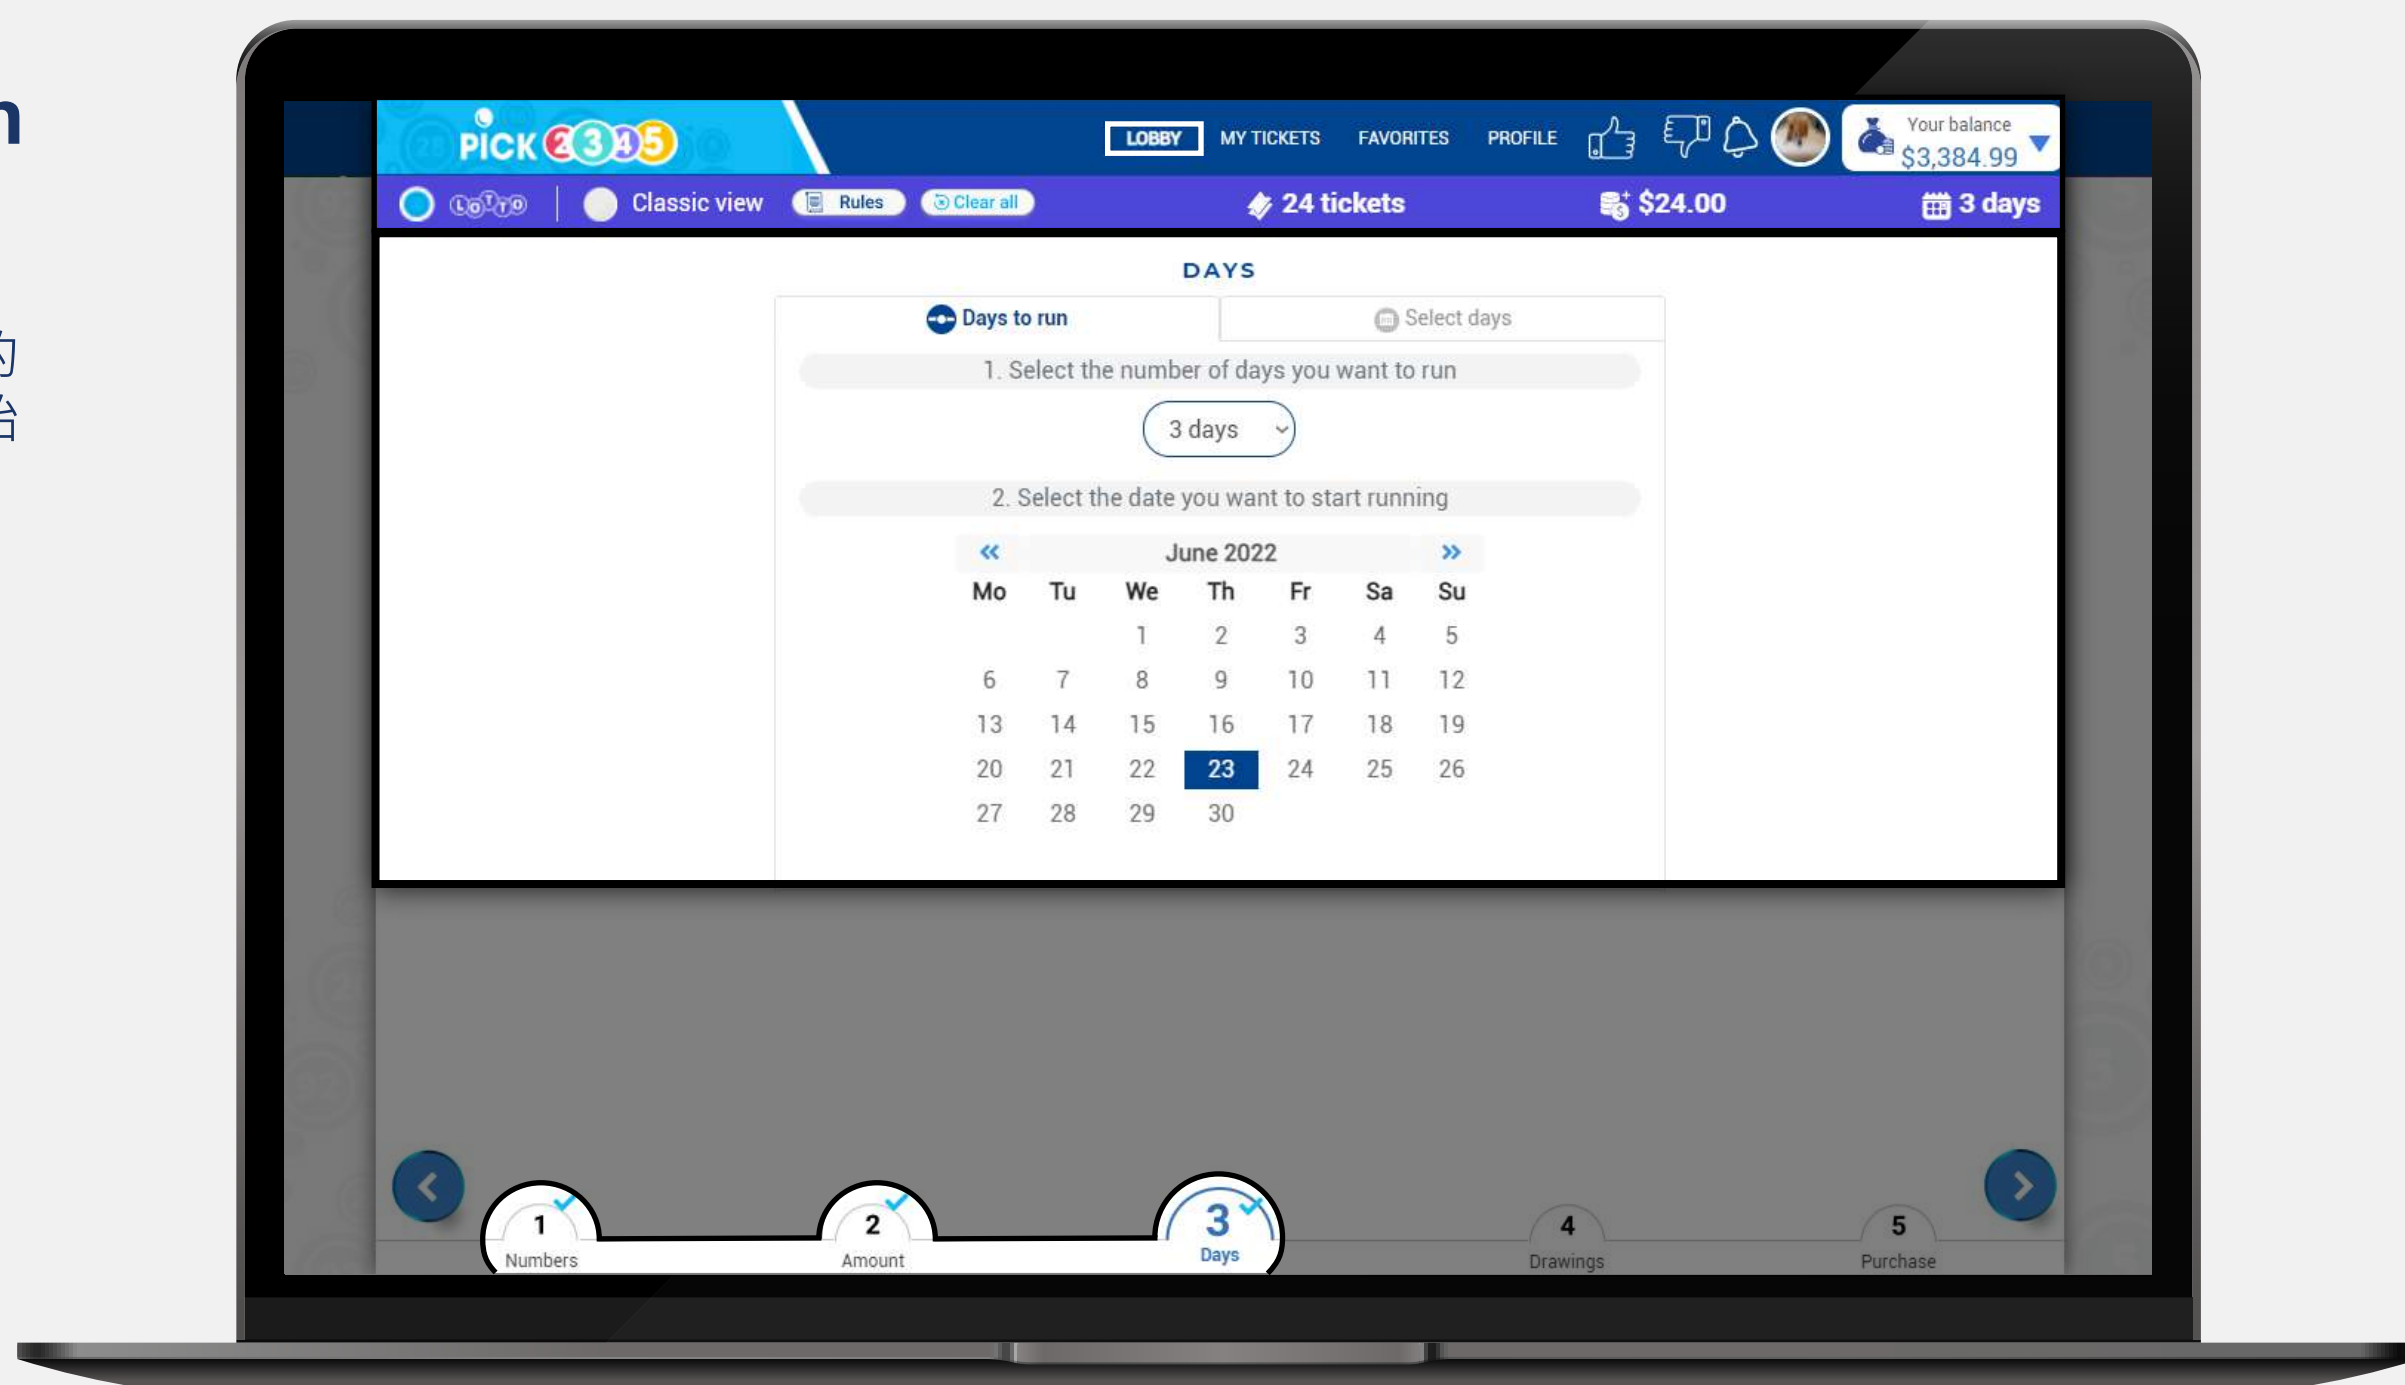 n
的
始
PICK 2345
LOBBY MY TICKETS FAVORITES PROFILE
Your balance
$3,384.99
LOTTO Classic view Rules Clear all 24 tickets $24.00 3 days
DAYS
Days to run Select days
1. Select the number of days you want to run
3 days
2. Select the date you want to start running
« June 2022 »
Mo Tu We Th Fr Sa Su
1 2 3 4 5
6 7 8 9 10 11 12
13 14 15 16 17 18 19
20 21 22 23 24 25 26
27 28 29 30
1 2 3 4 5
Numbers Amount Days Drawings Purchase